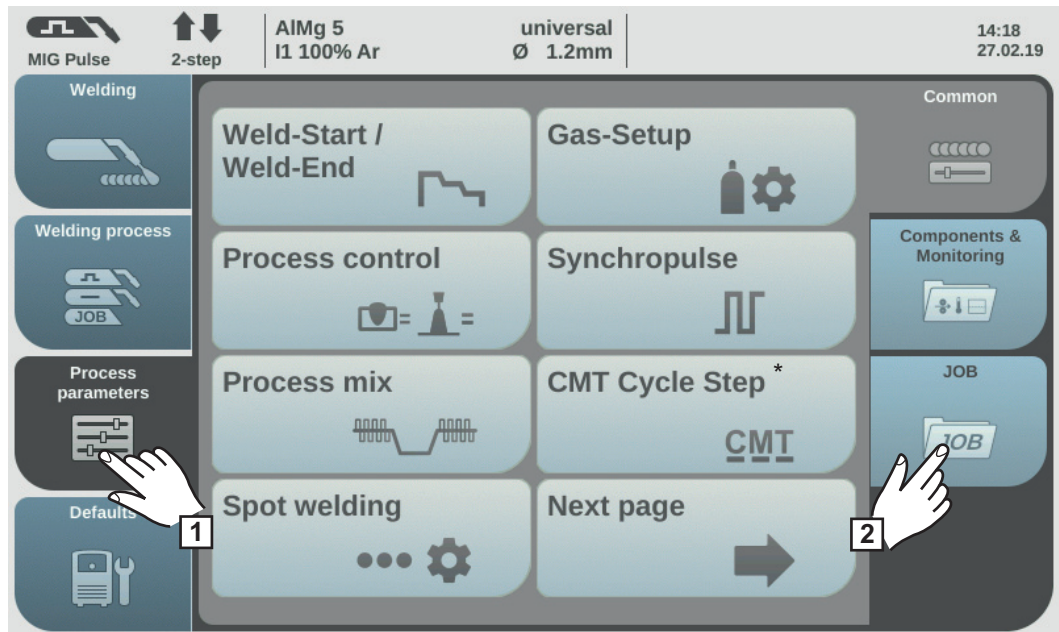 MIG Pulse
2-step
AlMg 5
I1 100% Ar
universal
Ø 1.2mm
14:18
27.02.19
Welding
Welding process
JOB
Process
parameters
1
Defaults
Weld-Start /
Weld-End
Gas-Setup
Process control
= =
Synchropulse
Process mix
CMT Cycle Step *
CMT
Spot welding
Next page
Common
Components &
Monitoring
JOB
JOB
2